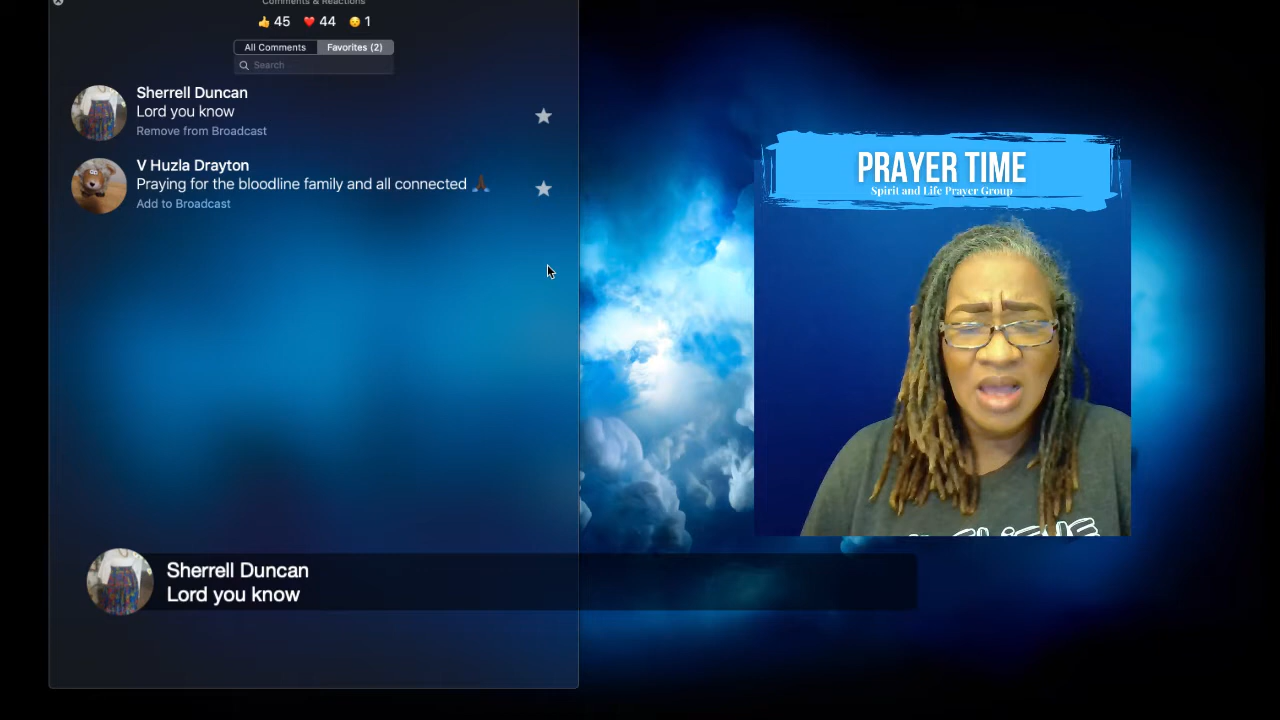 Comments & Reactions
👍 45 ❤️ 44 😢 1
All Comments Favorites (2)
Search
Sherrell Duncan
Lord you know
Remove from Broadcast
V Huzla Drayton
Praying for the bloodline family and all connected 🙏🏿
Add to Broadcast
PRAYER TIME
Spirit and Life Prayer Group
Sherrell Duncan
Lord you know